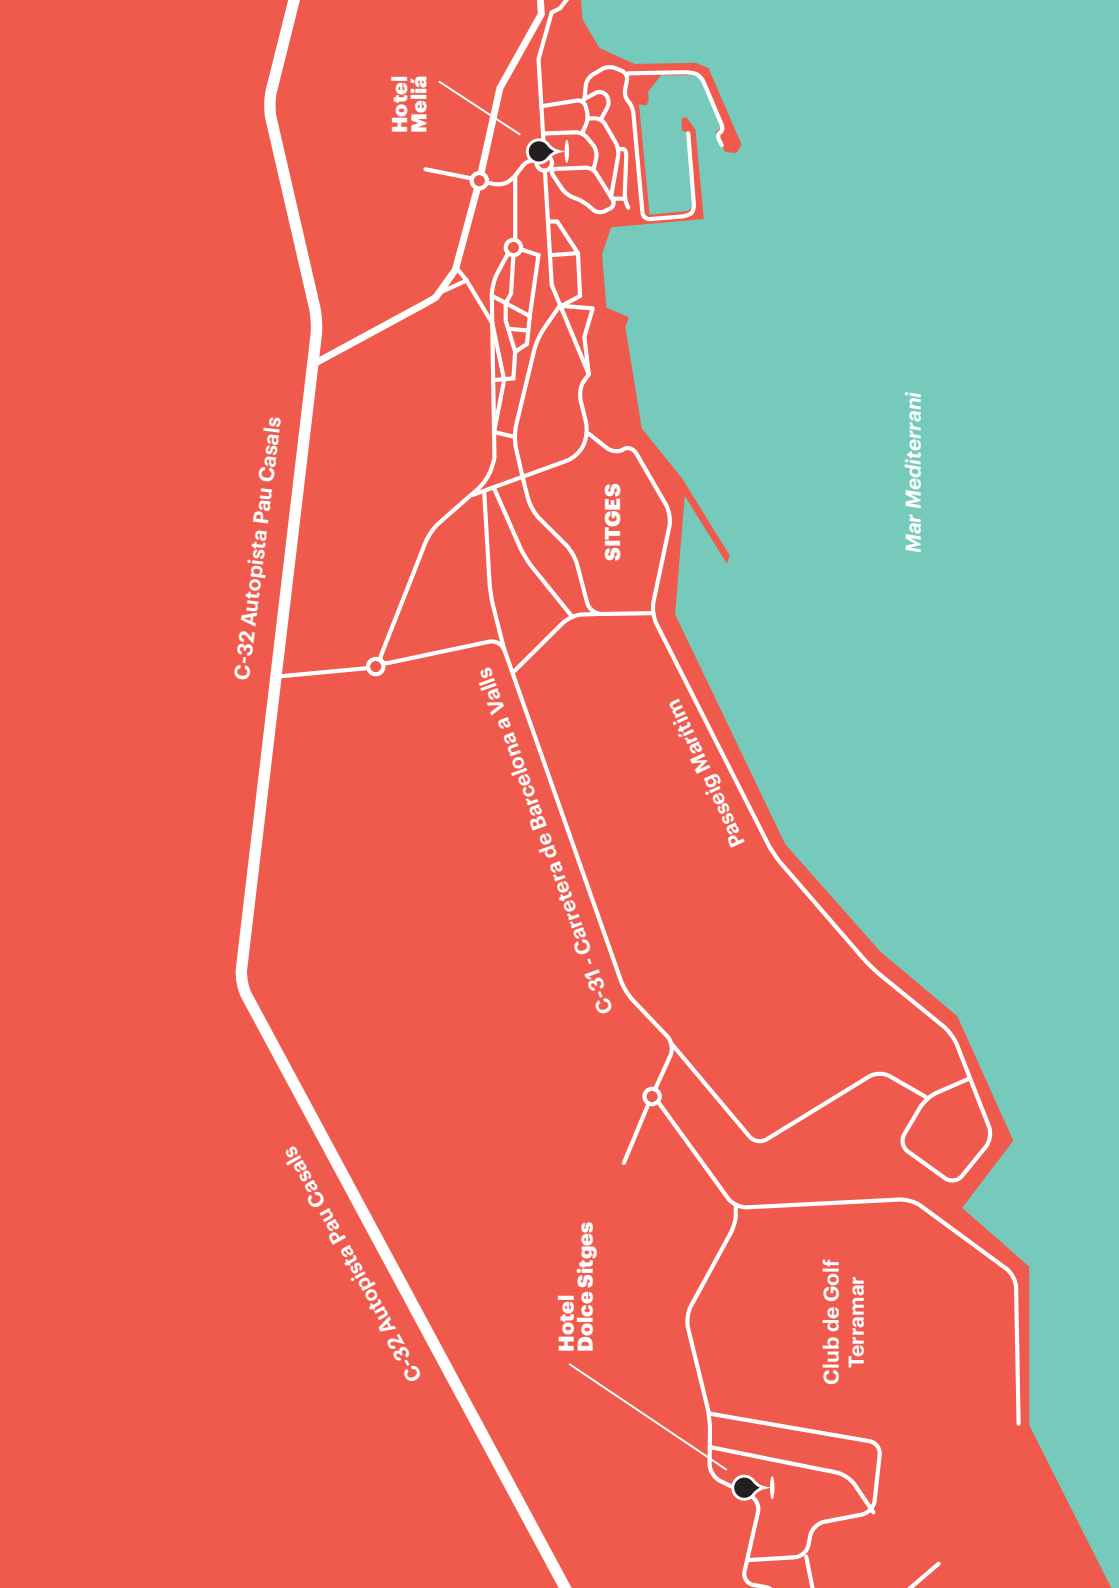 Hotel
Meliá
C-32 Autopista Pau Casals
Mar Mediterrani
SITGES
C-31 - Carretera de Barcelona a Valls
Passeig Marítim
C-32 Autopista Pau Casals
Hotel
Dolce Sitges
Club de Golf
Terramar